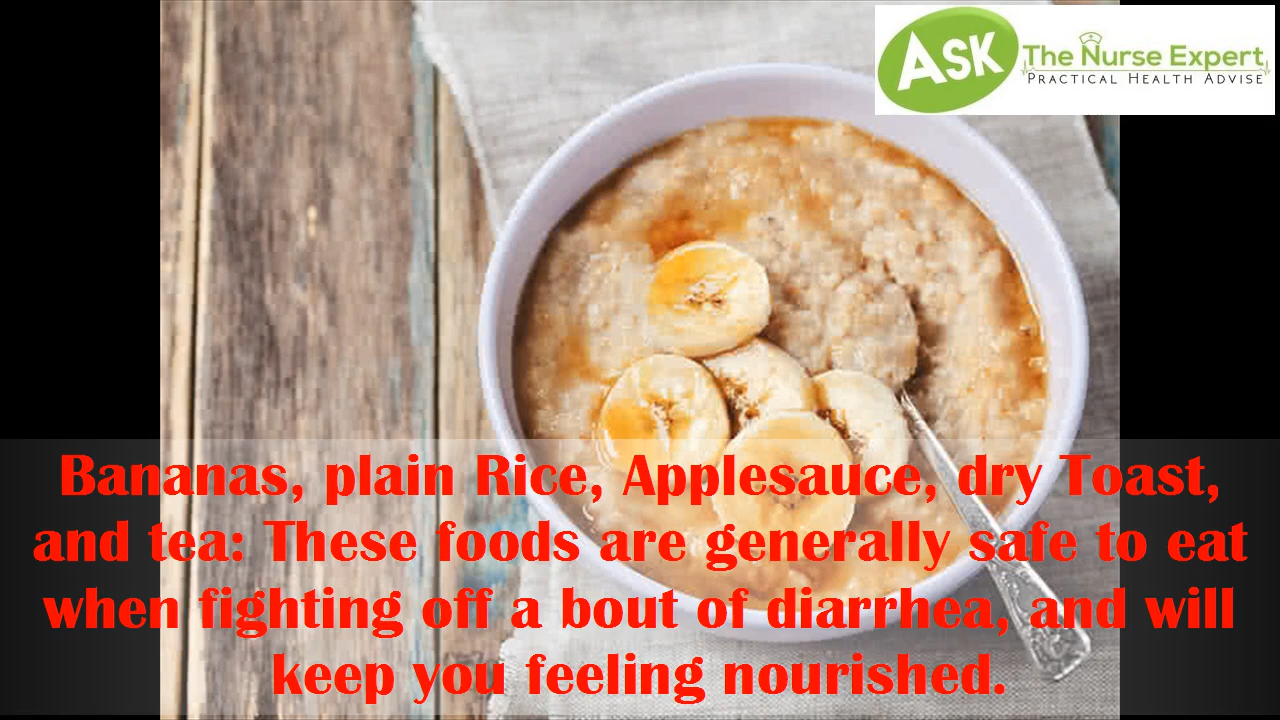 ASK The Nurse Expert
PRACTICAL HEALTH ADVISE
Bananas, plain Rice, Applesauce, dry Toast,
and tea: These foods are generally safe to eat
when fighting off a bout of diarrhea, and will
keep you feeling nourished.